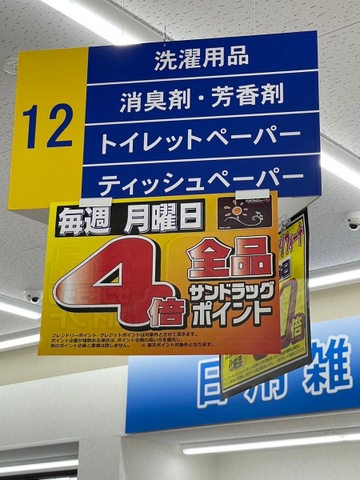 12
洗濯用品
消臭剤・芳香剤
トイレットペーパー
ティッシュペーパー
毎週 月曜日
全品
4倍
サンドラッグ
ポイント
日用雑